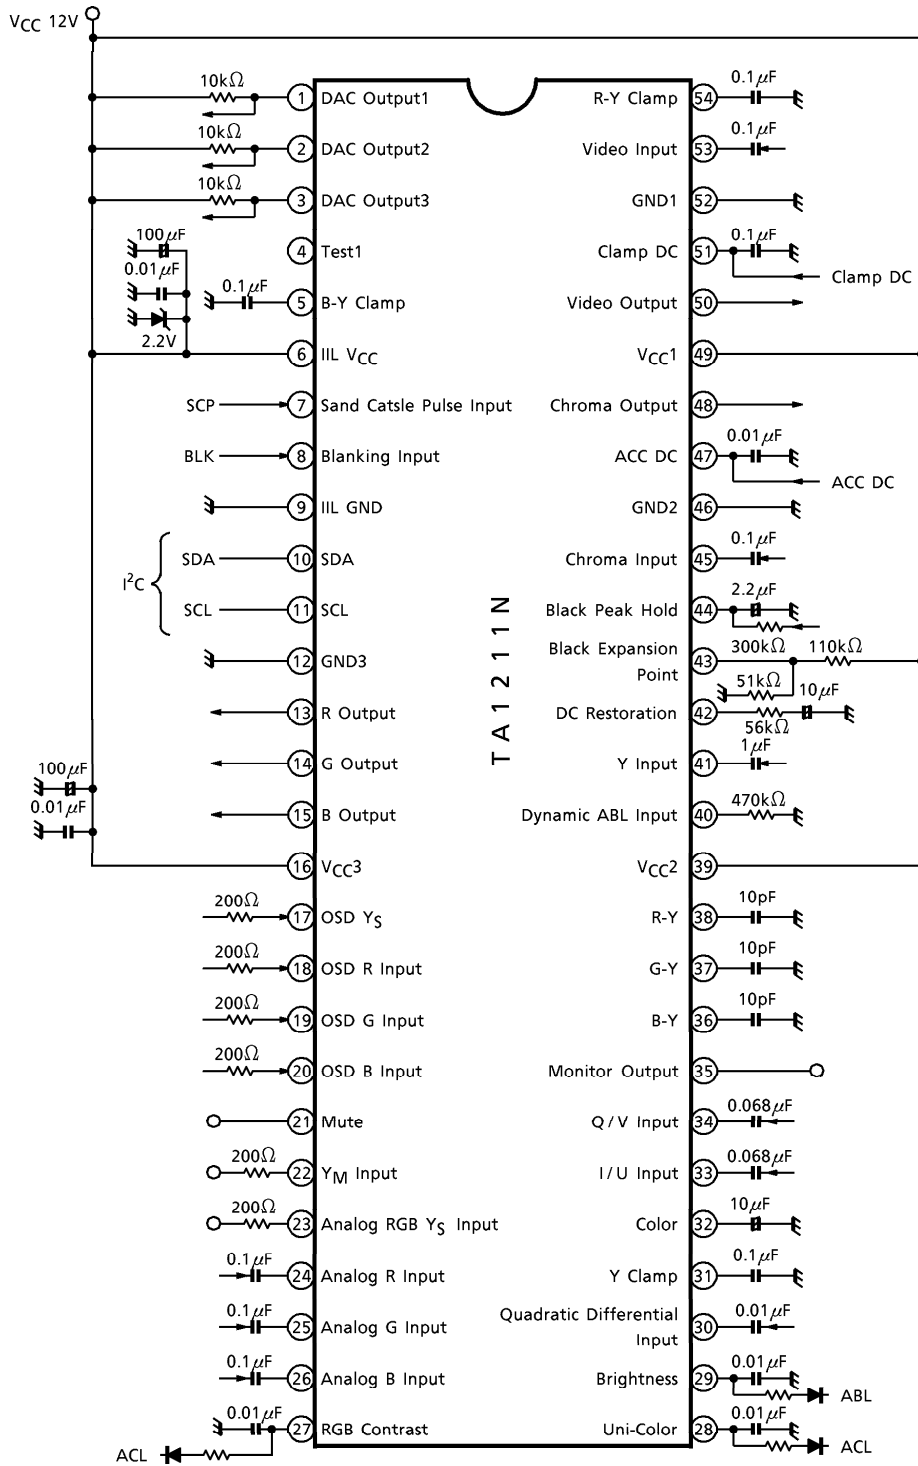 VCC 12V
10kΩ
1 DAC Output1
10kΩ
2 DAC Output2
10kΩ
3 DAC Output3
100μF
4 Test1
0.01μF
0.1μF
5 B-Y Clamp
2.2V
6 IIL VCC
SCP 7 Sand Catsle Pulse Input
BLK 8 Blanking Input
9 IIL GND
I²C
SDA 10 SDA
SCL 11 SCL
12 GND3
13 R Output
14 G Output
100μF
0.01μF
15 B Output
16 VCC3
200Ω
17 OSD YS
200Ω
18 OSD R Input
200Ω
19 OSD G Input
200Ω
20 OSD B Input
21 Mute
200Ω
22 YM Input
200Ω
23 Analog RGB YS Input
0.1μF
24 Analog R Input
0.1μF
25 Analog G Input
0.1μF
26 Analog B Input
0.01μF
27 RGB Contrast
ACL
TA1211N
0.1μF
R-Y Clamp 54
0.1μF
Video Input 53
GND1 52
0.1μF
Clamp DC 51
Clamp DC
Video Output 50
VCC1 49
Chroma Output 48
0.01μF
ACC DC 47
ACC DC
GND2 46
0.1μF
Chroma Input 45
2.2μF
Black Peak Hold 44
300kΩ 110kΩ
Black Expansion 43
Point
51kΩ 10μF
DC Restoration 42
56kΩ
1μF
Y Input 41
470kΩ
Dynamic ABL Input 40
VCC2 39
10pF
R-Y 38
10pF
G-Y 37
10pF
B-Y 36
Monitor Output 35
0.068μF
Q/V Input 34
0.068μF
I/U Input 33
10μF
Color 32
0.1μF
Y Clamp 31
0.01μF
Quadratic Differential 30
Input
0.01μF
Brightness 29
ABL
0.01μF
Uni-Color 28
ACL